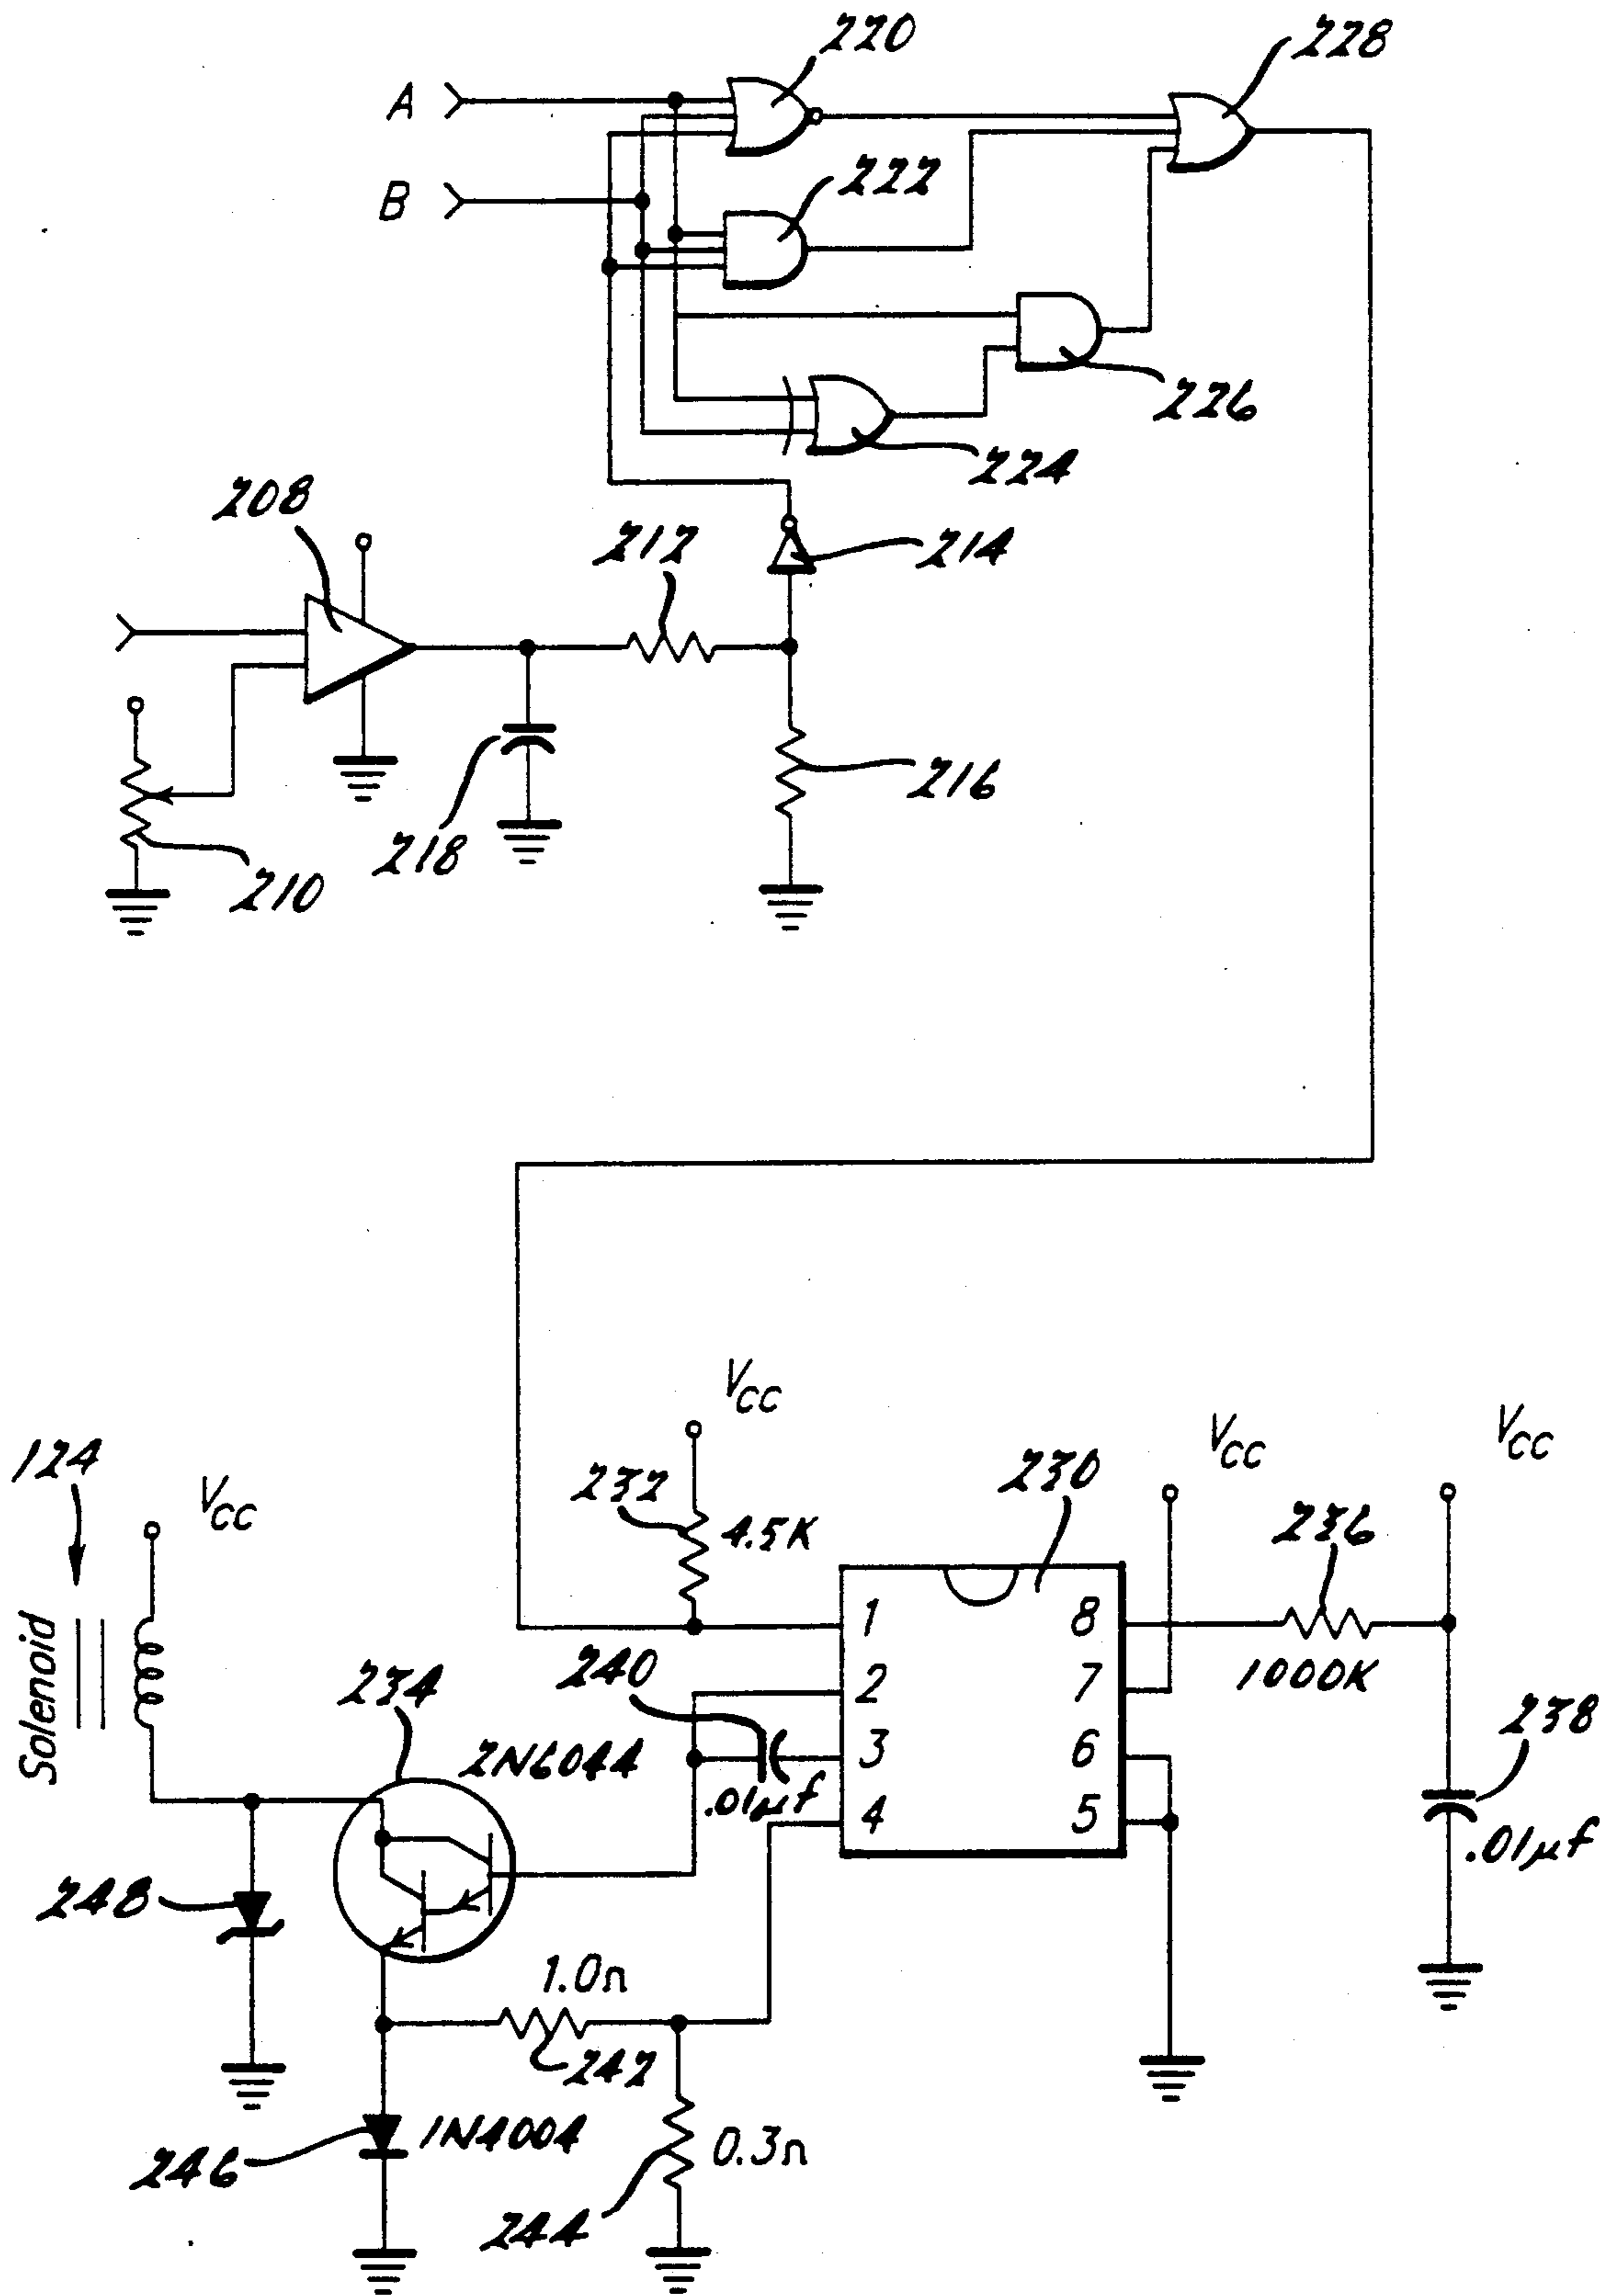 220
228
A
222
B
226
224
208
212
214
216
218
210
VCC
124
VCC
232
4.5K
230
VCC
VCC
236
1000K
1
2
3
4
8
7
6
5
Solenoid
234
240
2N6044
.01μf
238
.01μf
248
1.0Ω
242
246
1N4004
0.3Ω
244